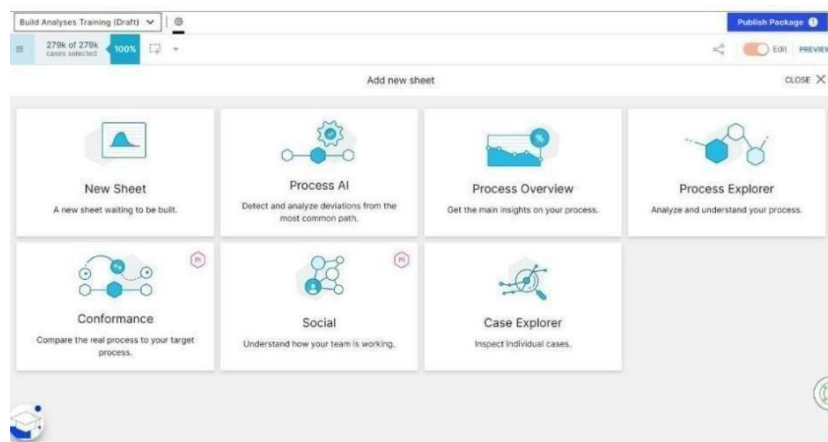 Build Analyses Training (Draft)
Publish Package 1
279k of 279k
cases selected
100%
Edit
PREVIEW
Add new sheet
CLOSE
New Sheet
A new sheet waiting to be built.
Process AI
Detect and analyze deviations from the
most common path.
%
Process Overview
Get the main insights on your process.
Process Explorer
Analyze and understand your process.
PI
Conformance
Compare the real process to your target
process.
PI
Social
Understand how your team is working.
Case Explorer
Inspect individual cases.